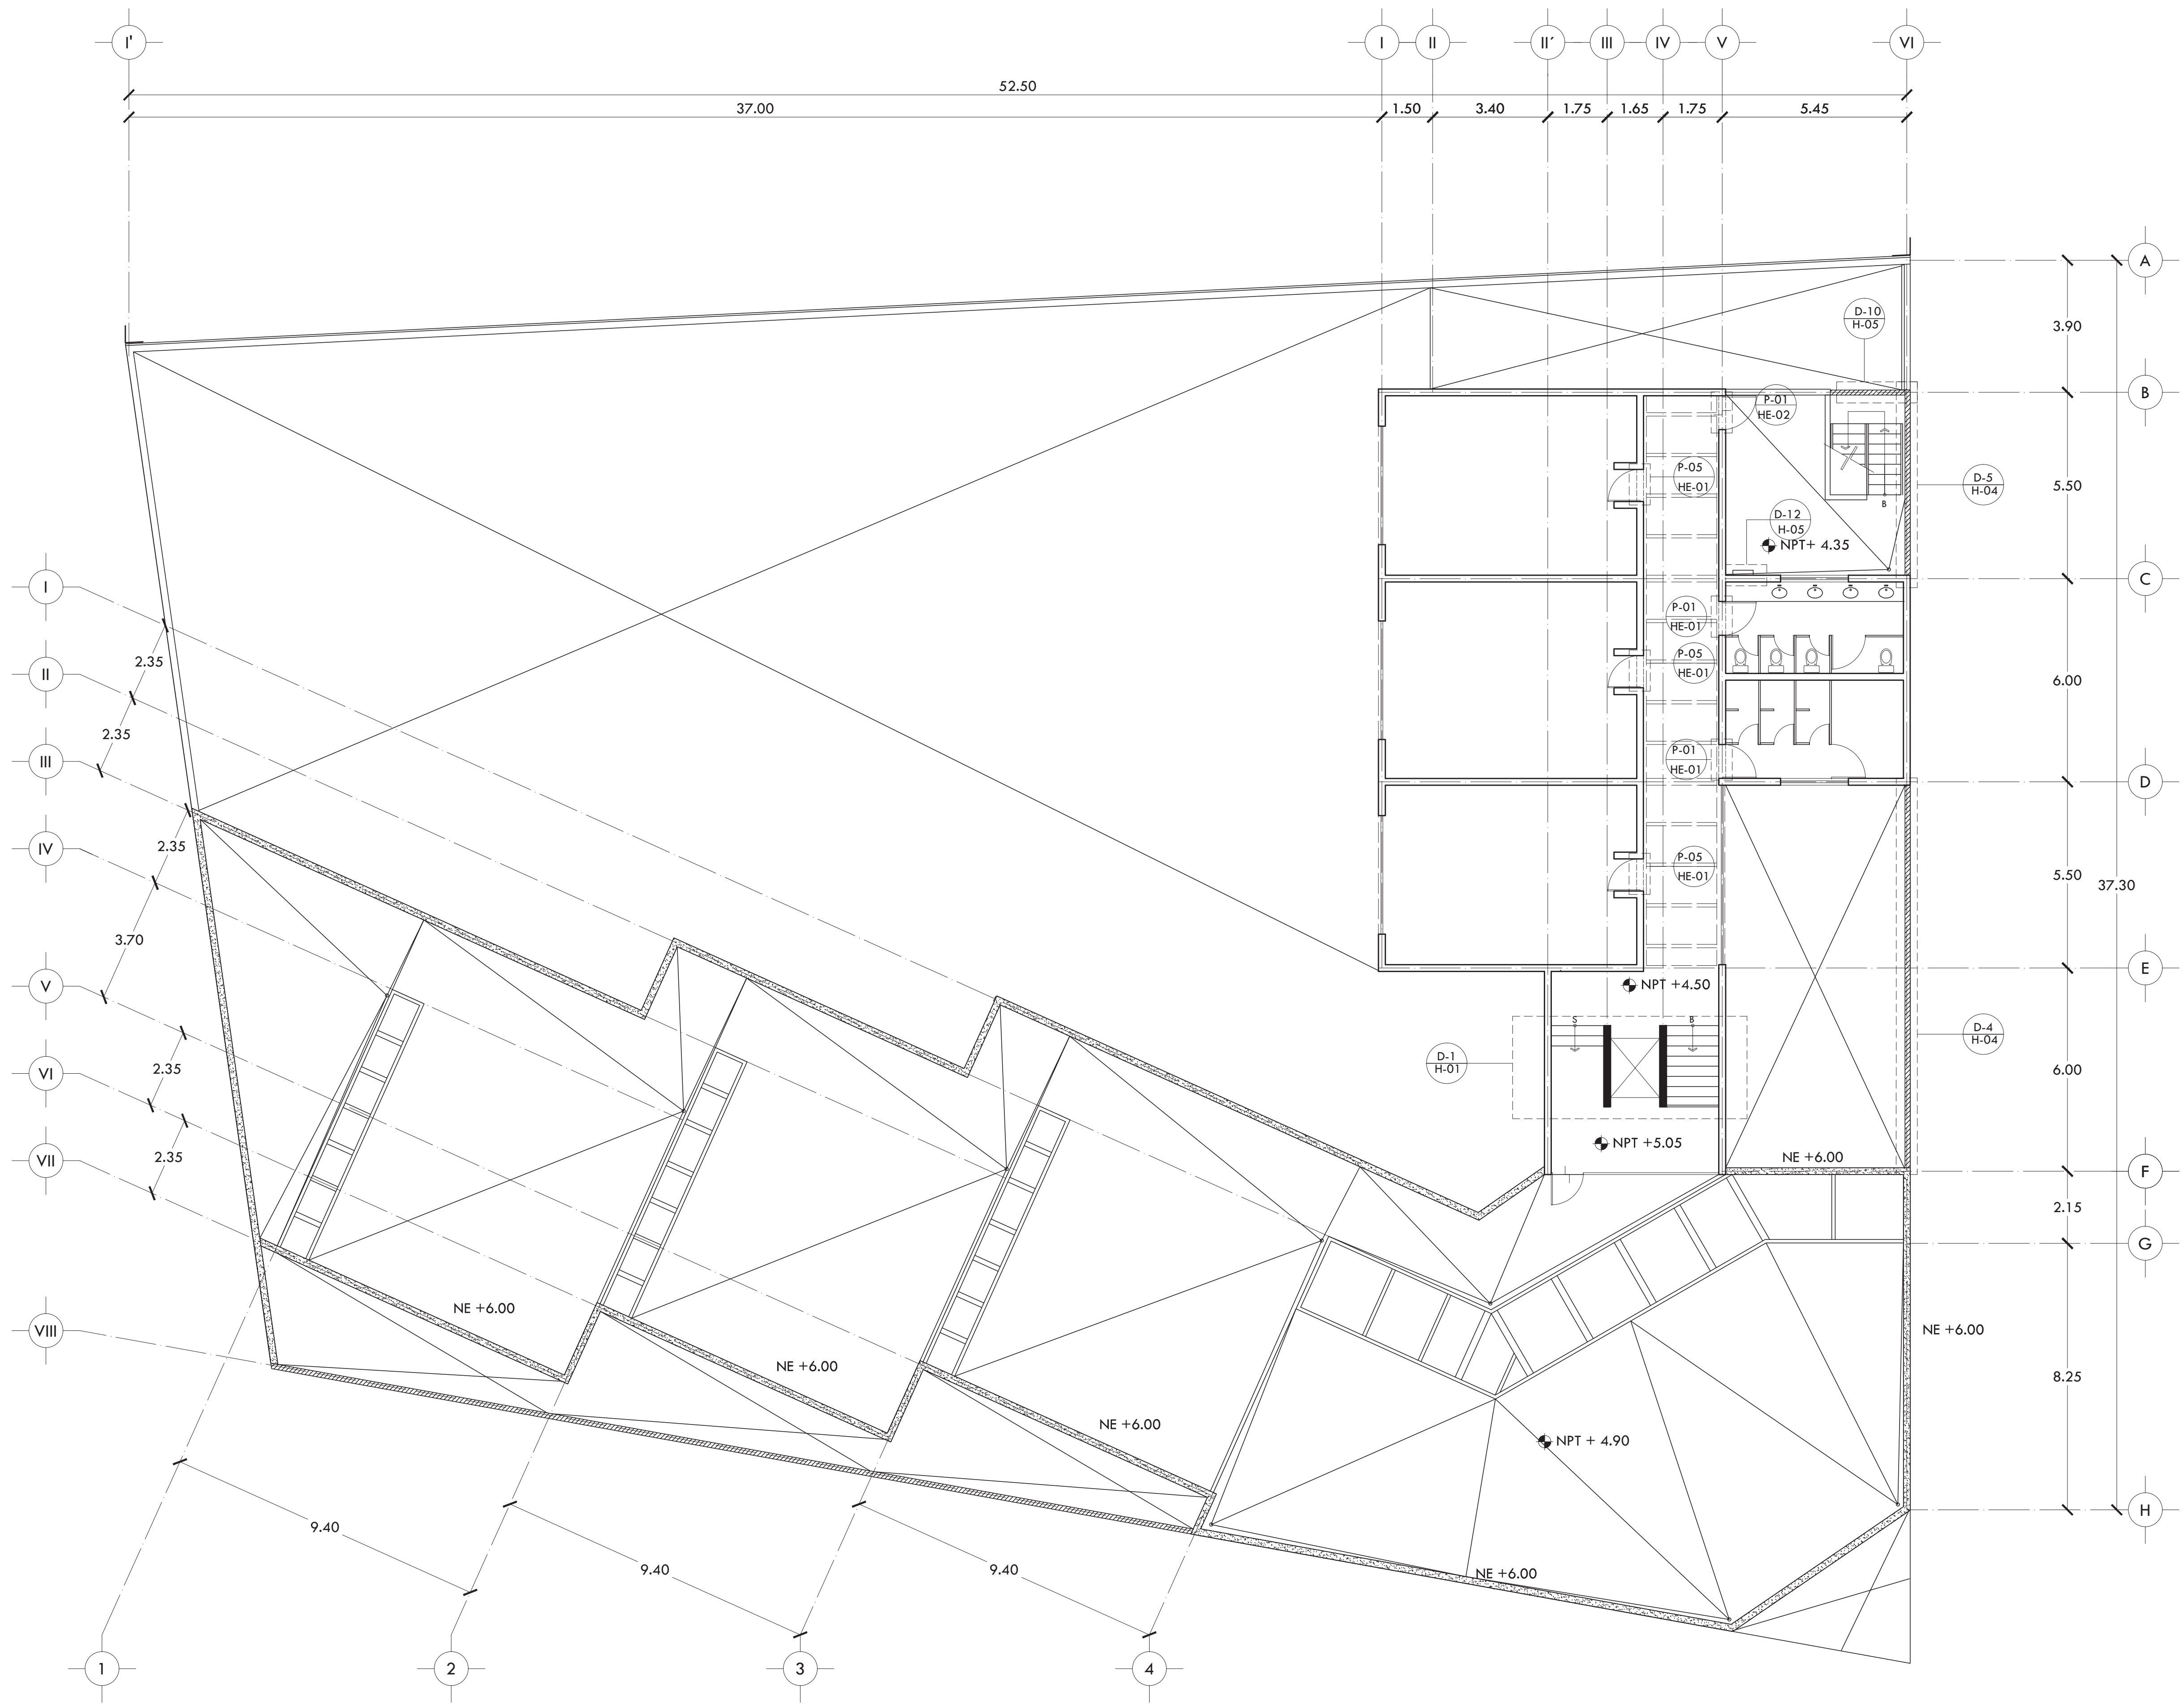 I'
I
II
II´
III
IV
V
VI
52.50
37.00
1.50
3.40
1.75
1.65
1.75
5.45
A
3.90
D-10
H-05
B
P-01
HE-02
P-05
HE-01
5.50
D-5
H-04
B
D-12
H-05
NPT+ 4.35
C
I
P-01
HE-01
2.35
P-05
HE-01
II
6.00
2.35
III
P-01
HE-01
D
2.35
IV
P-05
HE-01
5.50
37.30
3.70
V
NPT +4.50
E
S
B
D-1
H-01
D-4
H-04
2.35
VI
6.00
NPT +5.05
2.35
VII
NE +6.00
F
2.15
G
NE +6.00
VIII
NE +6.00
NE +6.00
8.25
NE +6.00
NPT + 4.90
H
9.40
9.40
9.40
NE +6.00
1
2
3
4